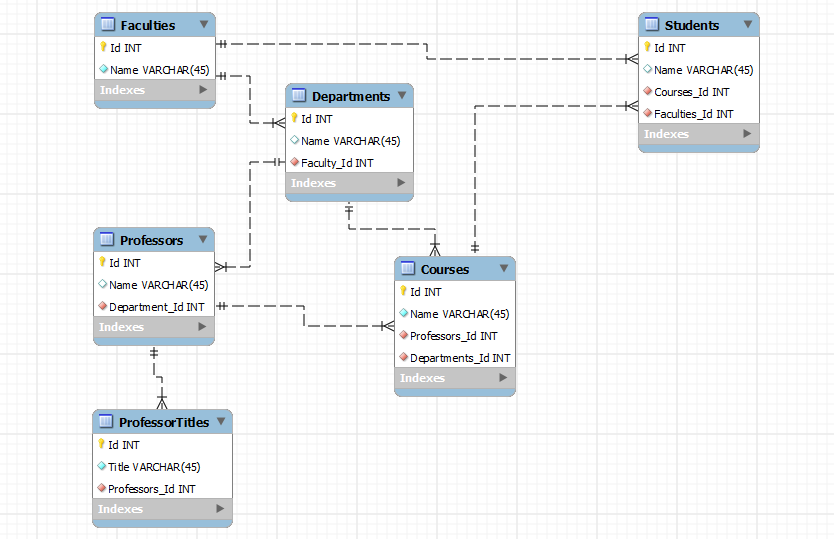 Faculties
Id INT
Name VARCHAR(45)
Indexes
Students
Id INT
Name VARCHAR(45)
Courses_Id INT
Faculties_Id INT
Indexes
Departments
Id INT
Name VARCHAR(45)
Faculty_Id INT
Indexes
Professors
Id INT
Name VARCHAR(45)
Department_Id INT
Indexes
Courses
Id INT
Name VARCHAR(45)
Professors_Id INT
Departments_Id INT
Indexes
ProfessorTitles
Id INT
Title VARCHAR(45)
Professors_Id INT
Indexes